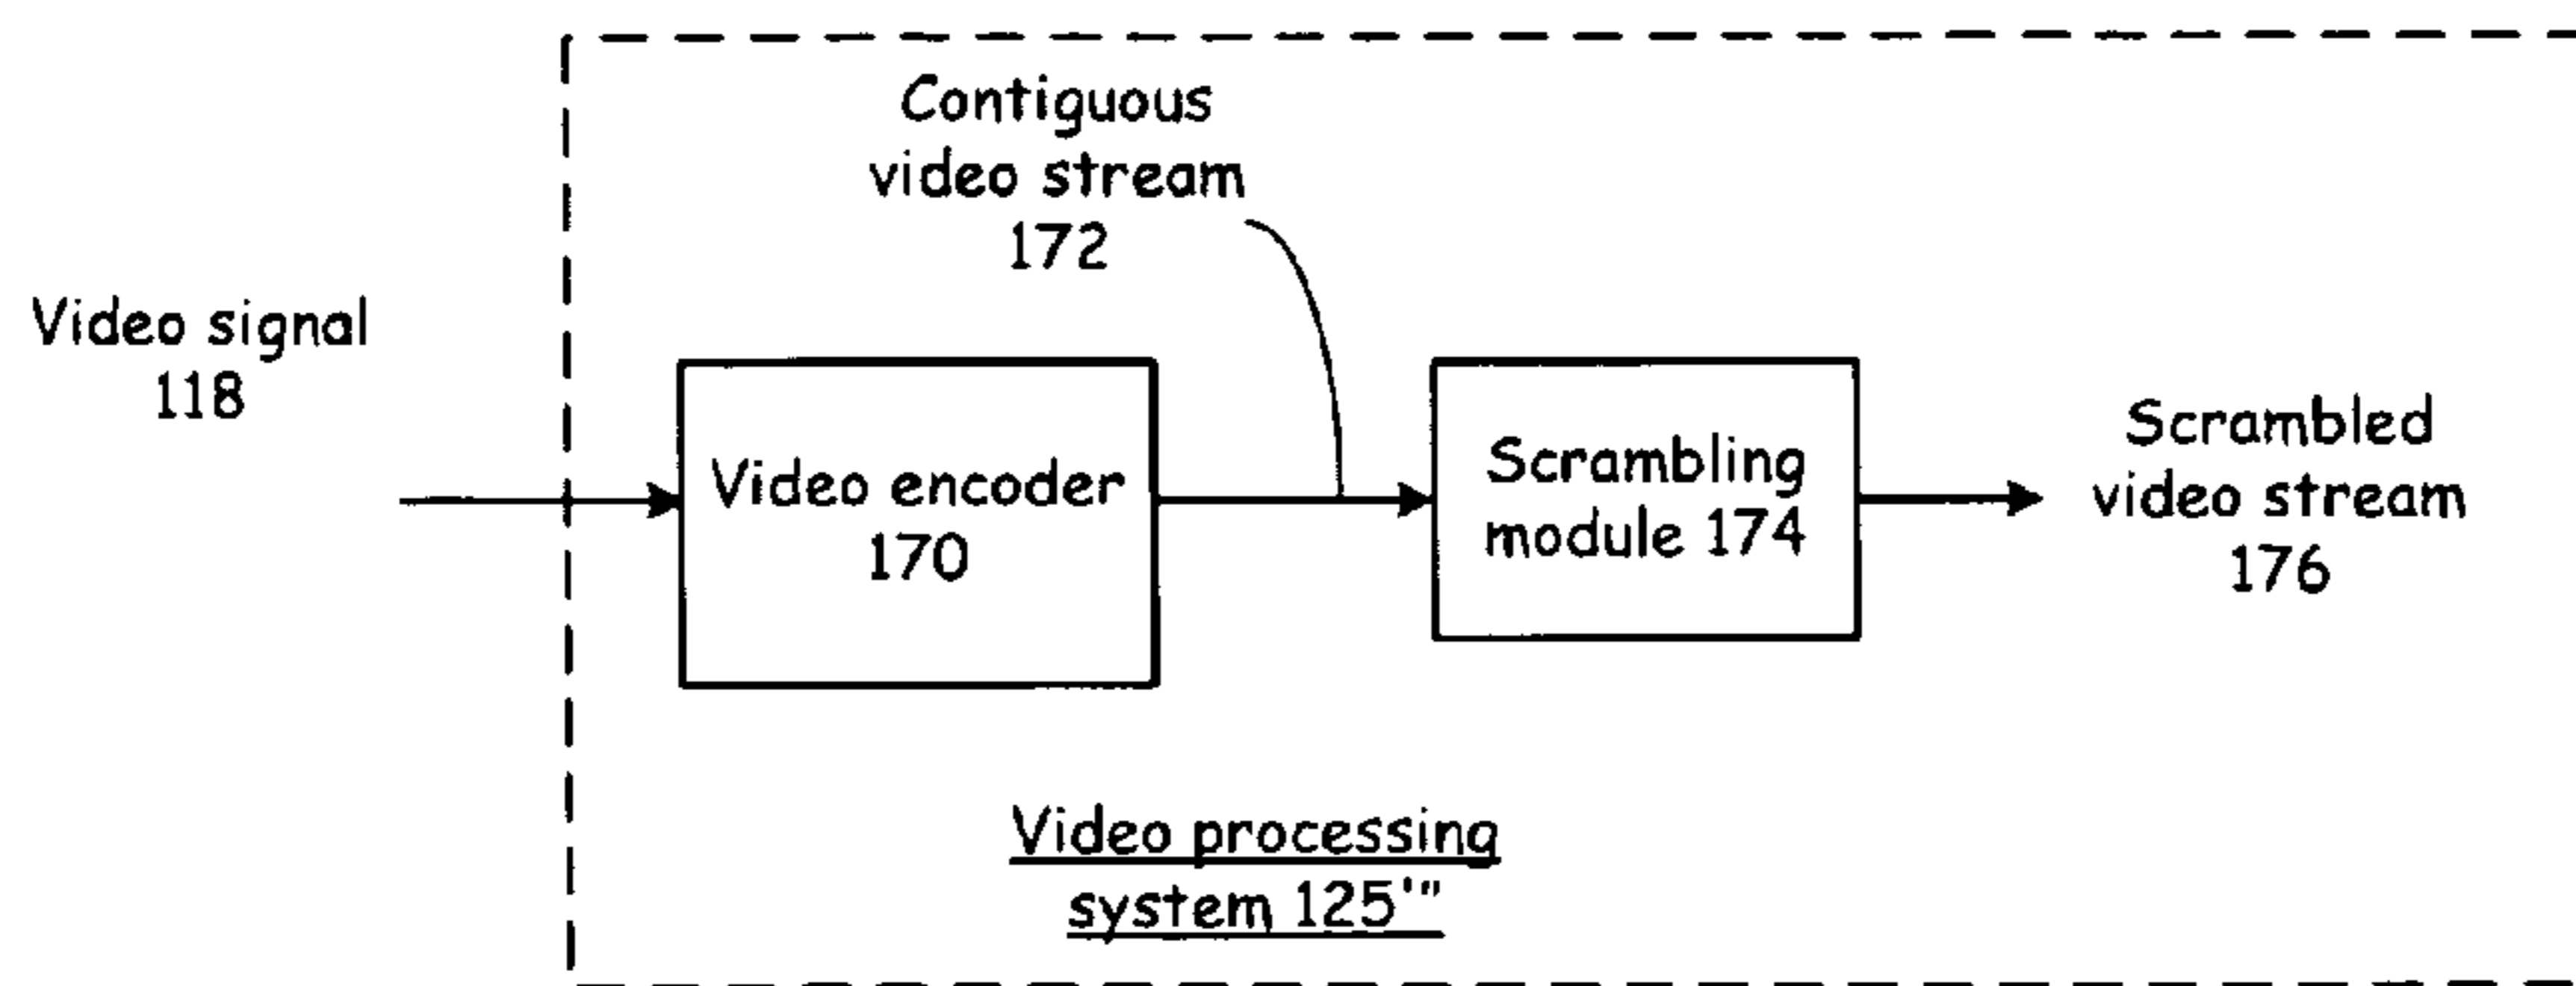 Contiguous
video stream
172
Video signal
118
Video encoder
170
Scrambling
module 174
Scrambled
video stream
176
Video processing
system 125'"